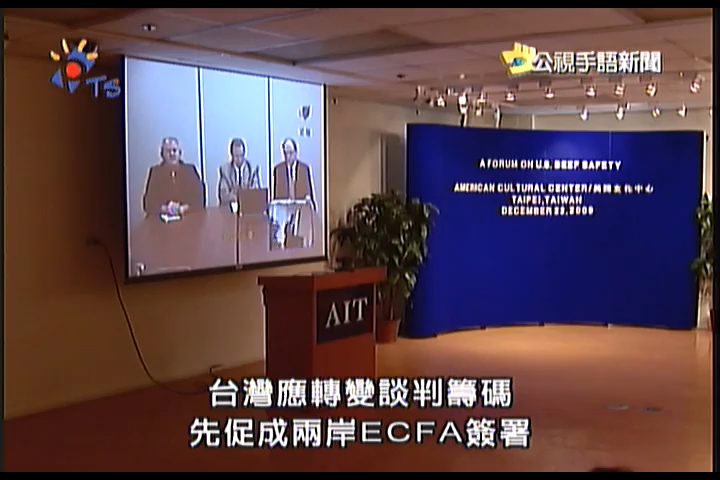 PTS
公視手語新聞
A FORUM ON U.S. BEEF SAFETY
AMERICAN CULTURAL CENTER/美國文化中心
TAIPEI, TAIWAN
DECEMBER 22, 2009
AIT
台灣應轉變談判籌碼
先促成兩岸ECFA簽署